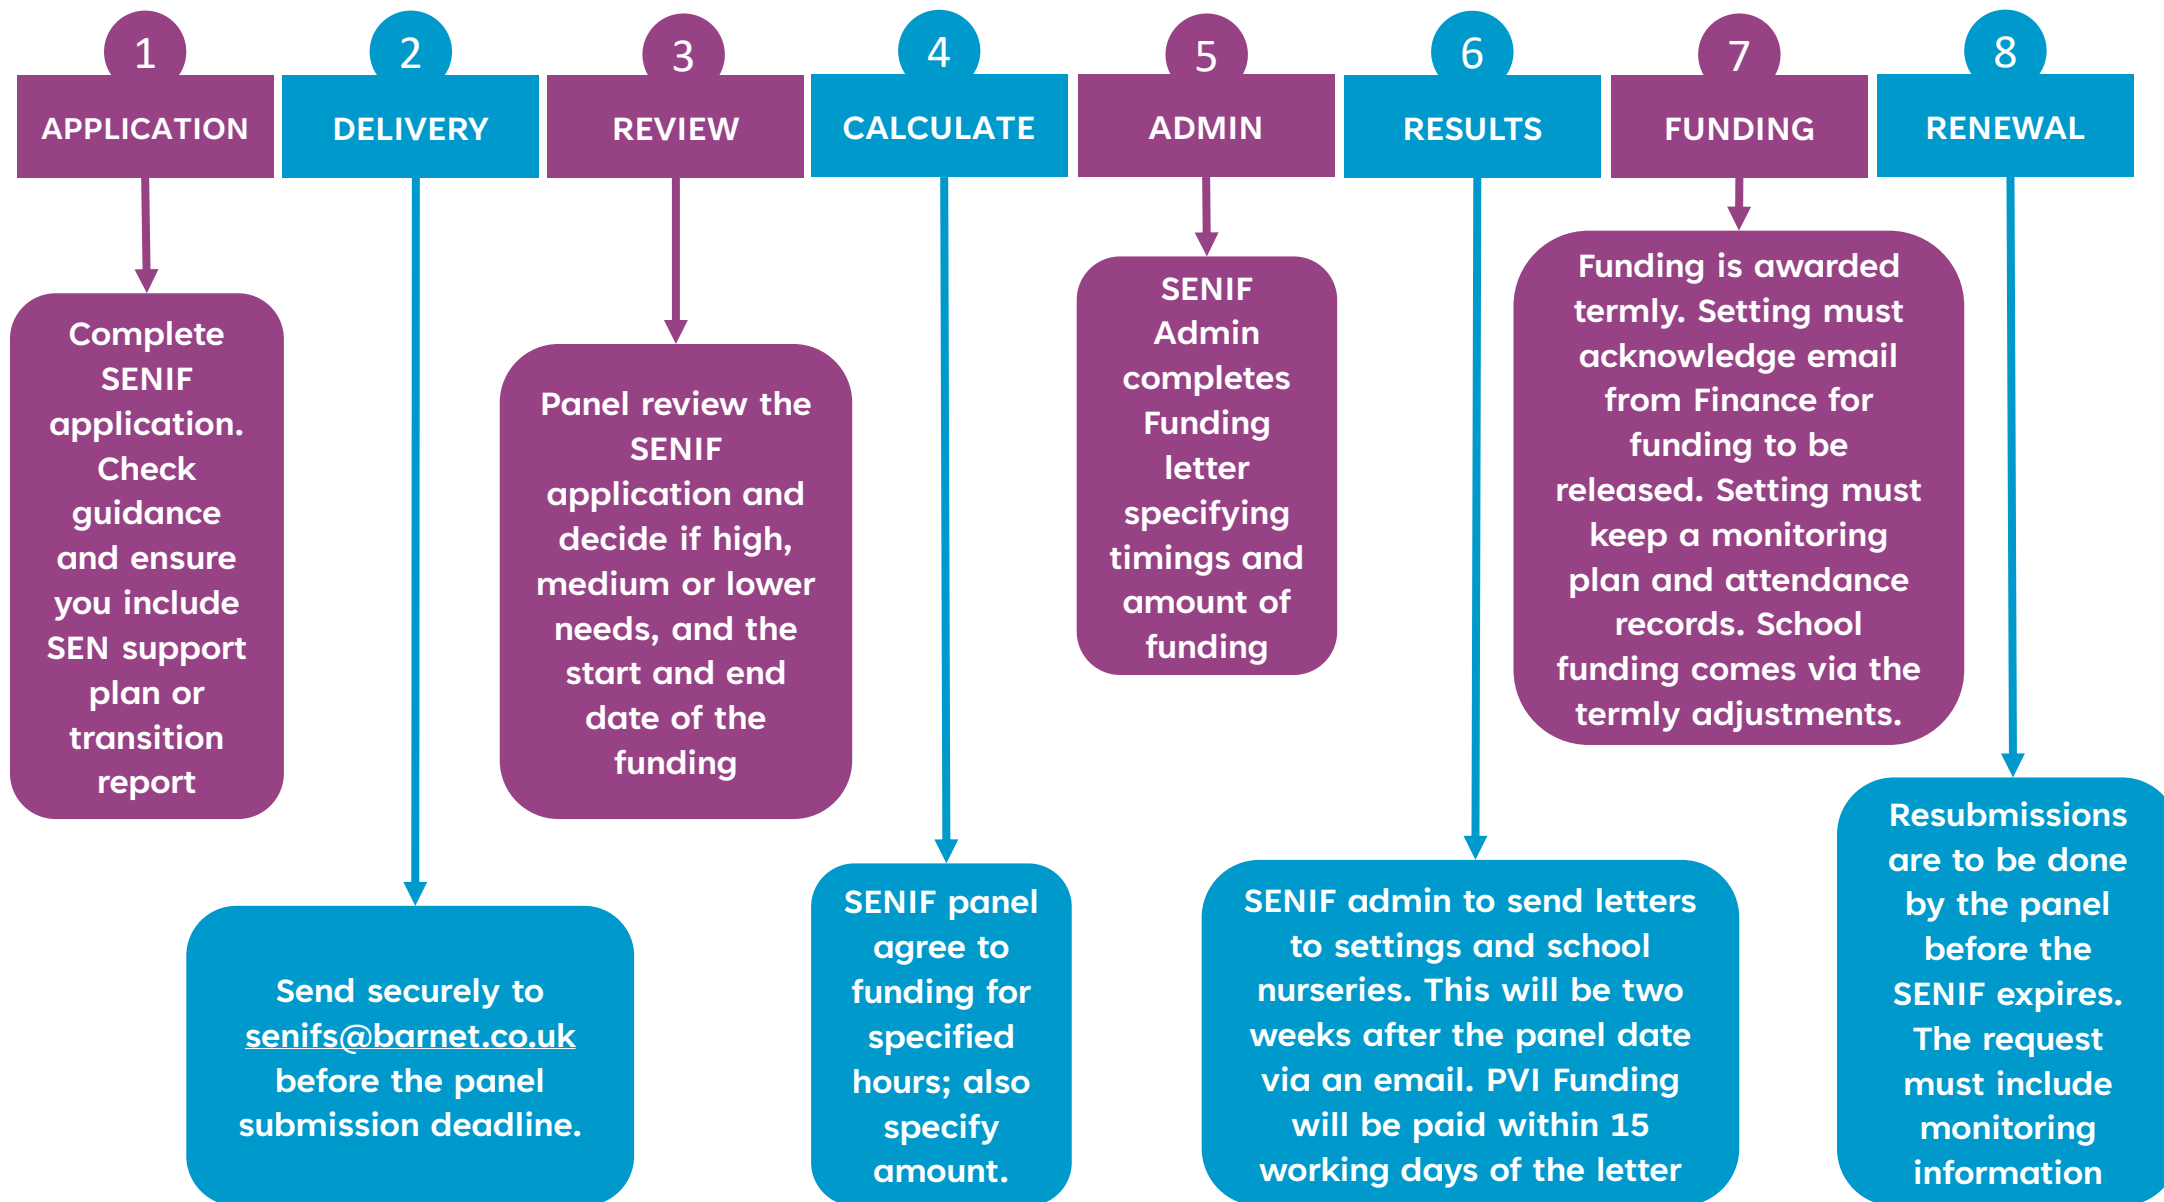 1
APPLICATION
Complete
SENIF
application.
Check
guidance
and ensure
you include
SEN support
plan or
transition
report
2
DELIVERY
Send securely to
senifs@barnet.co.uk
before the panel
submission deadline.
3
REVIEW
Panel review the
SENIF
application and
decide if high,
medium or lower
needs, and the
start and end
date of the
funding
4
CALCULATE
SENIF panel
agree to
funding for
specified
hours; also
specify
amount.
5
ADMIN
SENIF
Admin
completes
Funding
letter
specifying
timings and
amount of
funding
6
RESULTS
SENIF admin to send letters
to settings and school
nurseries. This will be two
weeks after the panel date
via an email. PVI Funding
will be paid within 15
working days of the letter
7
FUNDING
Funding is awarded
termly. Setting must
acknowledge email
from Finance for
funding to be
released. Setting must
keep a monitoring
plan and attendance
records. School
funding comes via the
termly adjustments.
8
RENEWAL
Resubmissions
are to be done
by the panel
before the
SENIF expires.
The request
must include
monitoring
information